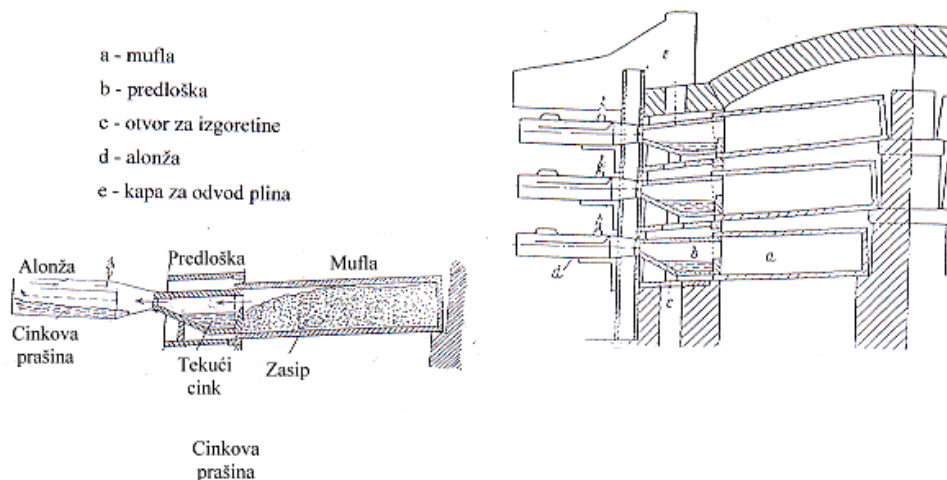 a - mufla
b - predloška
c - otvor za izgoretine
d - alonža
e - kapa za odvod plina
Alonža
Predloška
Mufla
Cinkova
prašina
Tekući
cink
Zasip
Cinkova
prašina
e
d
b
a
c